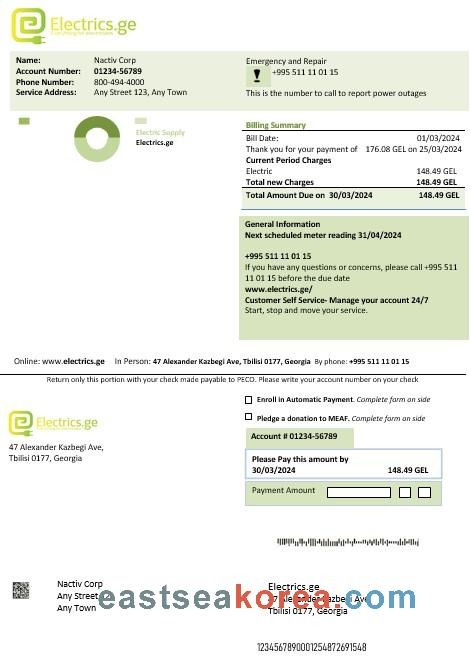 Electrics.ge
Name: Nactiv Corp
Account Number: 01234-56789
Phone Number: 800-494-4000
Service Address: Any Street 123, Any Town
Emergency and Repair
+995 511 11 01 15
This is the number to call to report power outages
Electric Supply
Electrics.ge
Billing Summary
Bill Date: 01/03/2024
Thank you for your payment of 176.08 GEL on 25/03/2024
Current Period Charges
Electric 148.49 GEL
Total new Charges 148.49 GEL
Total Amount Due on 30/03/2024 148.49 GEL
General Information
Next scheduled meter reading 31/04/2024
+995 511 11 01 15
If you have any questions or concerns, please call +995 511
11 01 15 before the due date
www.electrics.ge/
Customer Self Service- Manage your account 24/7
Start, stop and move your service.
Online: www.electrics.ge In Person: 47 Alexander Kazbegi Ave, Tbilisi 0177, Georgia By phone: +995 511 11 01 15
Return only this portion with your check made payable to PECO. Please write your account number on your check
Electrics.ge
47 Alexander Kazbegi Ave,
Tbilisi 0177, Georgia
Enroll in Automatic Payment. Complete form on side
Pledge a donation to MEAF. Complete form on side
Account # 01234-56789
Please Pay this amount by
30/03/2024 148.49 GEL
Payment Amount
Nactiv Corp
Any Street
Any Town
Electrics.ge
47 Alexander Kazbegi Ave,
Tbilisi 0177, Georgia
eastseakorea.com
1234567890001254872691548